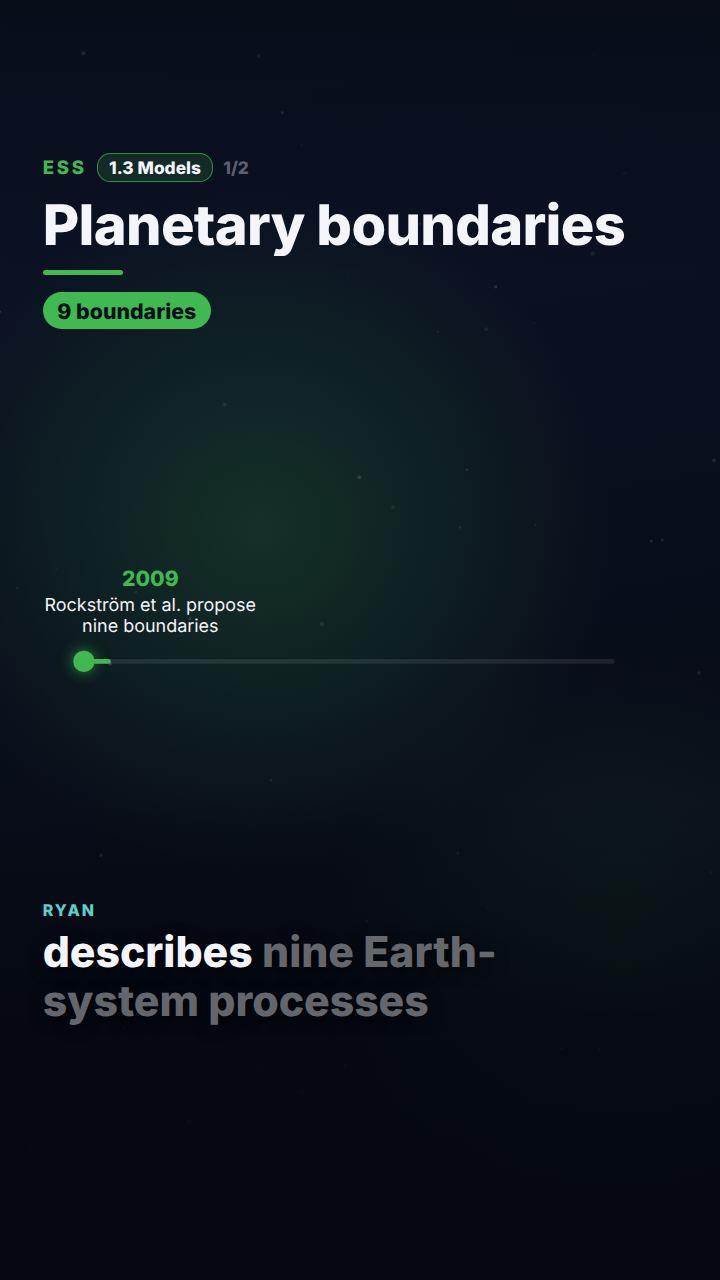 ESS 1.3 Models 1/2
Planetary boundaries
9 boundaries
2009
Rockström et al. propose
nine boundaries
RYAN
describes nine Earth-
system processes